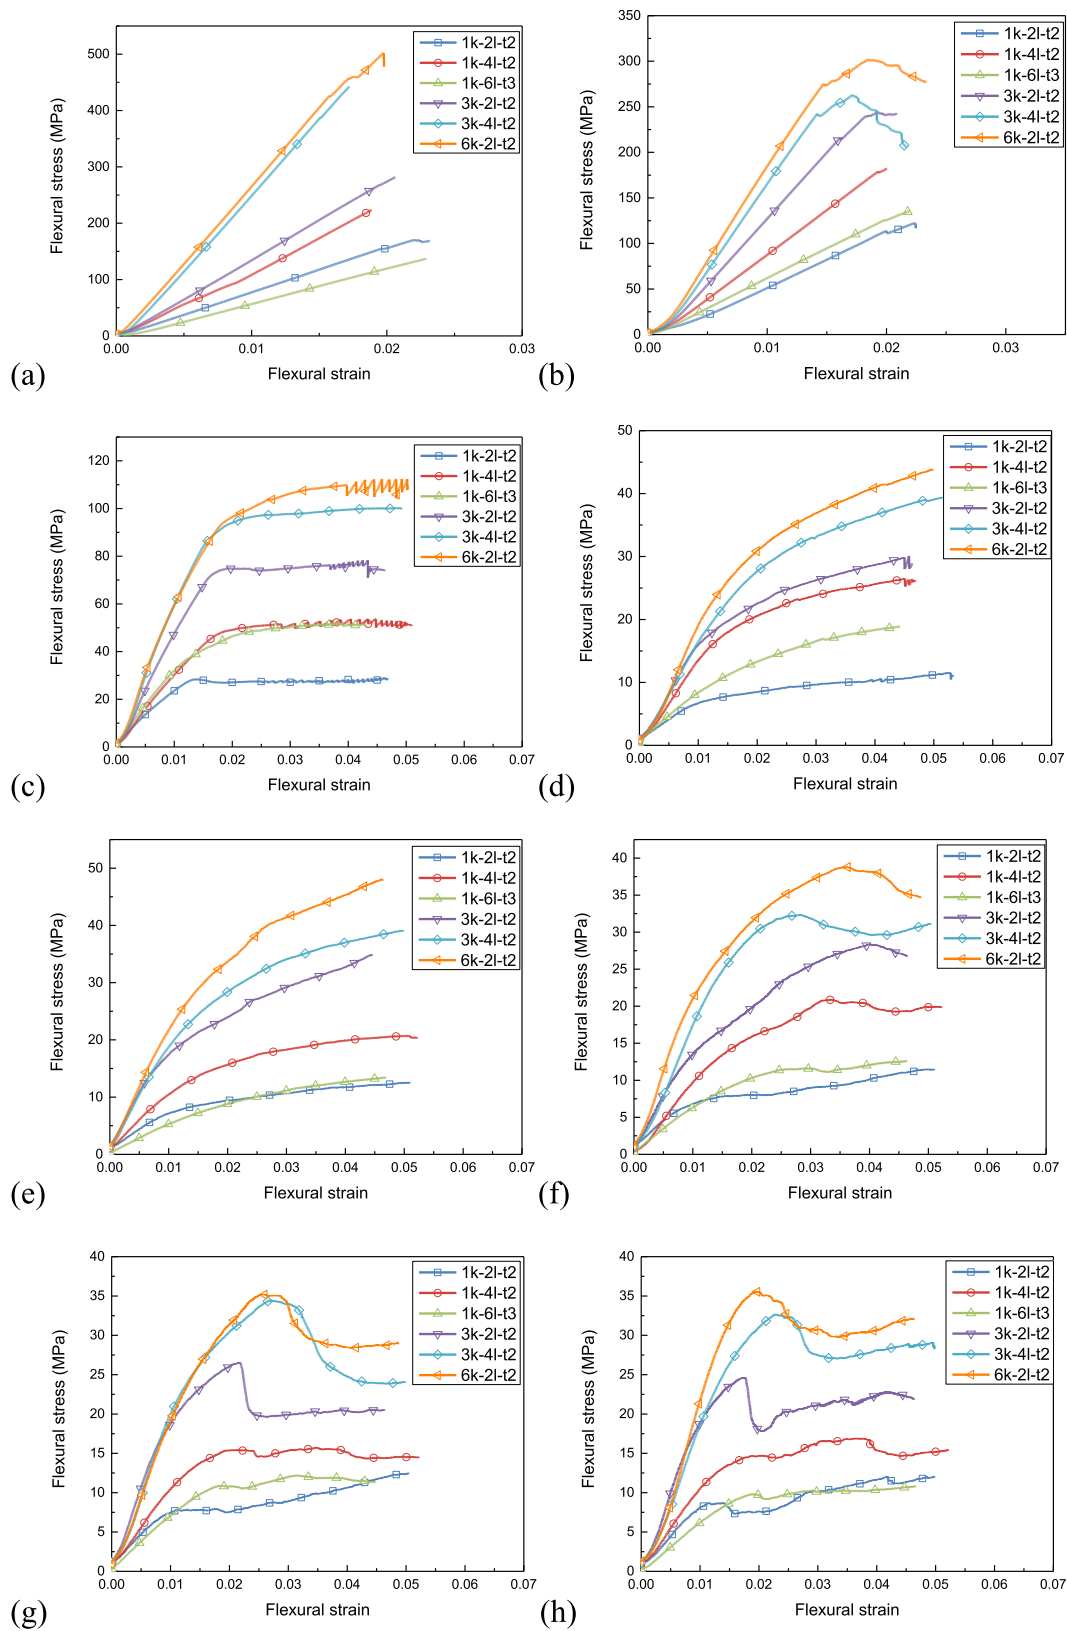 1k-2l-t2
1k-4l-t2
1k-6l-t3
3k-2l-t2
3k-4l-t2
6k-2l-t2
500
400
300
200
100
0
0.00
0.01
0.02
0.03
Flexural stress (MPa)
Flexural strain
(a)
1k-2l-t2
1k-4l-t2
1k-6l-t3
3k-2l-t2
3k-4l-t2
6k-2l-t2
350
300
250
200
150
100
50
0
0.00
0.01
0.02
0.03
Flexural stress (MPa)
Flexural strain
(b)
1k-2l-t2
1k-4l-t2
1k-6l-t3
3k-2l-t2
3k-4l-t2
6k-2l-t2
120
100
80
60
40
20
0
0.00
0.01
0.02
0.03
0.04
0.05
0.06
0.07
Flexural stress (MPa)
Flexural strain
(c)
1k-2l-t2
1k-4l-t2
1k-6l-t3
3k-2l-t2
3k-4l-t2
6k-2l-t2
50
40
30
20
10
0
0.00
0.01
0.02
0.03
0.04
0.05
0.06
0.07
Flexural stress (MPa)
Flexural strain
(d)
1k-2l-t2
1k-4l-t2
1k-6l-t3
3k-2l-t2
3k-4l-t2
6k-2l-t2
50
40
30
20
10
0
0.00
0.01
0.02
0.03
0.04
0.05
0.06
0.07
Flexural stress (MPa)
Flexural strain
(e)
1k-2l-t2
1k-4l-t2
1k-6l-t3
3k-2l-t2
3k-4l-t2
6k-2l-t2
40
35
30
25
20
15
10
5
0
0.00
0.01
0.02
0.03
0.04
0.05
0.06
0.07
Flexural stress (MPa)
Flexural strain
(f)
1k-2l-t2
1k-4l-t2
1k-6l-t3
3k-2l-t2
3k-4l-t2
6k-2l-t2
40
35
30
25
20
15
10
5
0
0.00
0.01
0.02
0.03
0.04
0.05
0.06
0.07
Flexural stress (MPa)
Flexural strain
(g)
1k-2l-t2
1k-4l-t2
1k-6l-t3
3k-2l-t2
3k-4l-t2
6k-2l-t2
40
35
30
25
20
15
10
5
0
0.00
0.01
0.02
0.03
0.04
0.05
0.06
0.07
Flexural stress (MPa)
Flexural strain
(h)